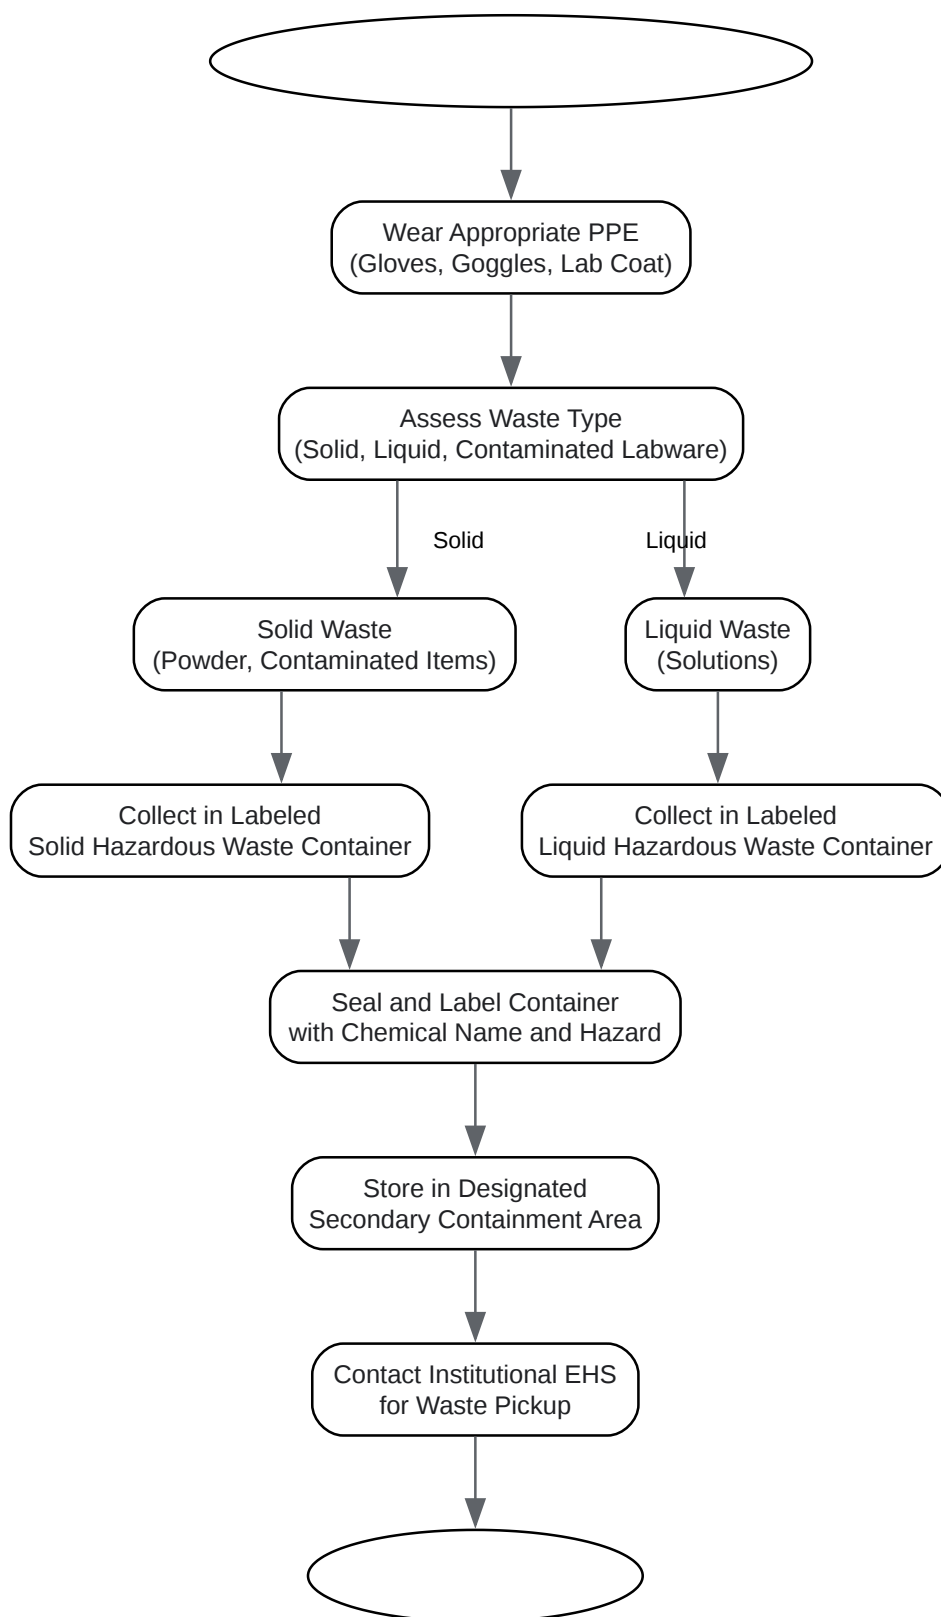 Wear Appropriate PPE
(Gloves, Goggles, Lab Coat)
Assess Waste Type
(Solid, Liquid, Contaminated Labware)
Solid
Liquid
Solid Waste
(Powder, Contaminated Items)
Liquid Waste
(Solutions)
Collect in Labeled
Solid Hazardous Waste Container
Collect in Labeled
Liquid Hazardous Waste Container
Seal and Label Container
with Chemical Name and Hazard
Store in Designated
Secondary Containment Area
Contact Institutional EHS
for Waste Pickup